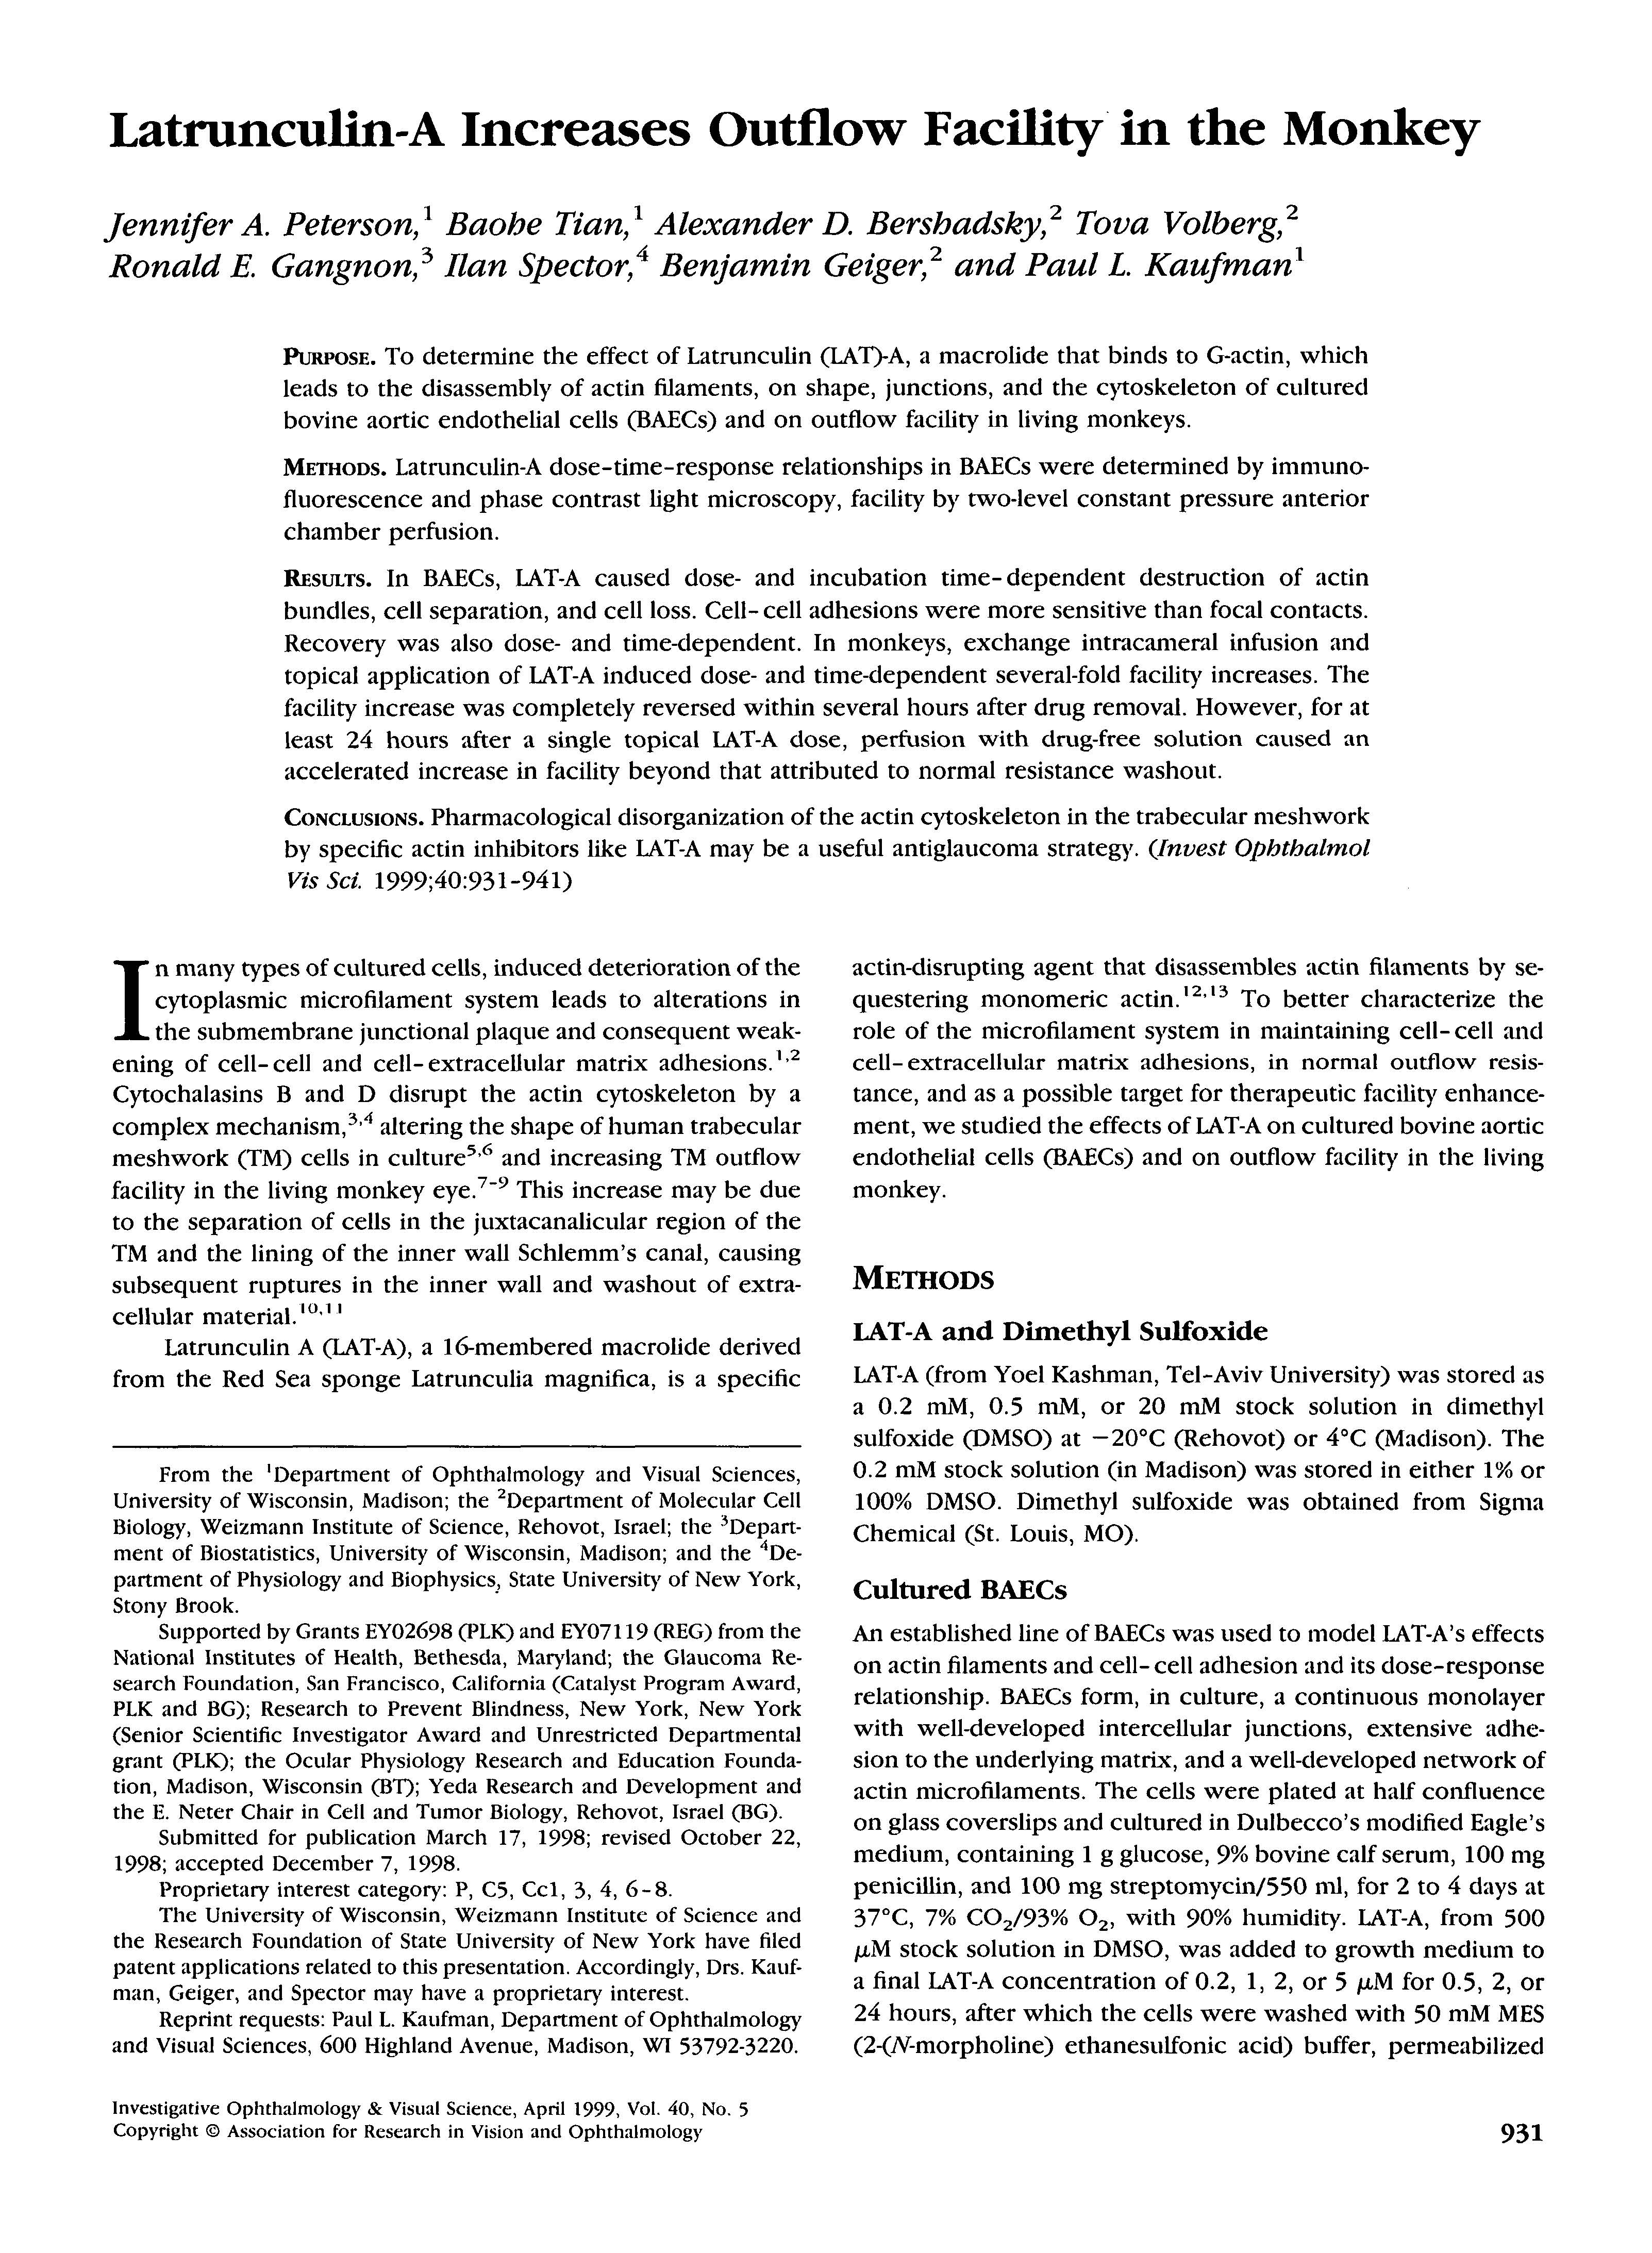 Latrunculin-A Increases Outflow Facility in the Monkey
Jennifer A. Peterson,¹ Baohe Tian,¹ Alexander D. Bershadsky,² Tova Volberg,²
Ronald E. Gangnon,³ Ilan Spector,⁴ Benjamin Geiger,² and Paul L. Kaufman¹
PURPOSE. To determine the effect of Latrunculin (LAT)-A, a macrolide that binds to G-actin, which
leads to the disassembly of actin filaments, on shape, junctions, and the cytoskeleton of cultured
bovine aortic endothelial cells (BAECs) and on outflow facility in living monkeys.
METHODS. Latrunculin-A dose-time-response relationships in BAECs were determined by immuno-
fluorescence and phase contrast light microscopy, facility by two-level constant pressure anterior
chamber perfusion.
RESULTS. In BAECs, LAT-A caused dose- and incubation time-dependent destruction of actin
bundles, cell separation, and cell loss. Cell-cell adhesions were more sensitive than focal contacts.
Recovery was also dose- and time-dependent. In monkeys, exchange intracameral infusion and
topical application of LAT-A induced dose- and time-dependent several-fold facility increases. The
facility increase was completely reversed within several hours after drug removal. However, for at
least 24 hours after a single topical LAT-A dose, perfusion with drug-free solution caused an
accelerated increase in facility beyond that attributed to normal resistance washout.
CONCLUSIONS. Pharmacological disorganization of the actin cytoskeleton in the trabecular meshwork
by specific actin inhibitors like LAT-A may be a useful antiglaucoma strategy. (Invest Ophthalmol
Vis Sci. 1999;40:931-941)
In many types of cultured cells, induced deterioration of the
cytoplasmic microfilament system leads to alterations in
the submembrane junctional plaque and consequent weak-
ening of cell-cell and cell-extracellular matrix adhesions.¹,²
Cytochalasins B and D disrupt the actin cytoskeleton by a
complex mechanism,³,⁴ altering the shape of human trabecular
meshwork (TM) cells in culture⁵,⁶ and increasing TM outflow
facility in the living monkey eye.⁷⁻⁹ This increase may be due
to the separation of cells in the juxtacanalicular region of the
TM and the lining of the inner wall Schlemm's canal, causing
subsequent ruptures in the inner wall and washout of extra-
cellular material.¹⁰,¹¹
Latrunculin A (LAT-A), a 16-membered macrolide derived
from the Red Sea sponge Latrunculia magnifica, is a specific
From the ¹Department of Ophthalmology and Visual Sciences,
University of Wisconsin, Madison; the ²Department of Molecular Cell
Biology, Weizmann Institute of Science, Rehovot, Israel; the ³Depart-
ment of Biostatistics, University of Wisconsin, Madison; and the ⁴De-
partment of Physiology and Biophysics, State University of New York,
Stony Brook.
Supported by Grants EY02698 (PLK) and EY07119 (REG) from the
National Institutes of Health, Bethesda, Maryland; the Glaucoma Re-
search Foundation, San Francisco, California (Catalyst Program Award,
PLK and BG); Research to Prevent Blindness, New York, New York
(Senior Scientific Investigator Award and Unrestricted Departmental
grant (PLK); the Ocular Physiology Research and Education Founda-
tion, Madison, Wisconsin (BT); Yeda Research and Development and
the E. Neter Chair in Cell and Tumor Biology, Rehovot, Israel (BG).
Submitted for publication March 17, 1998; revised October 22,
1998; accepted December 7, 1998.
Proprietary interest category: P, C5, Cc1, 3, 4, 6-8.
The University of Wisconsin, Weizmann Institute of Science and
the Research Foundation of State University of New York have filed
patent applications related to this presentation. Accordingly, Drs. Kauf-
man, Geiger, and Spector may have a proprietary interest.
Reprint requests: Paul L. Kaufman, Department of Ophthalmology
and Visual Sciences, 600 Highland Avenue, Madison, WI 53792-3220.
actin-disrupting agent that disassembles actin filaments by se-
questering monomeric actin.¹²,¹³ To better characterize the
role of the microfilament system in maintaining cell-cell and
cell-extracellular matrix adhesions, in normal outflow resis-
tance, and as a possible target for therapeutic facility enhance-
ment, we studied the effects of LAT-A on cultured bovine aortic
endothelial cells (BAECs) and on outflow facility in the living
monkey.
METHODS
LAT-A and Dimethyl Sulfoxide
LAT-A (from Yoel Kashman, Tel-Aviv University) was stored as
a 0.2 mM, 0.5 mM, or 20 mM stock solution in dimethyl
sulfoxide (DMSO) at −20°C (Rehovot) or 4°C (Madison). The
0.2 mM stock solution (in Madison) was stored in either 1% or
100% DMSO. Dimethyl sulfoxide was obtained from Sigma
Chemical (St. Louis, MO).
Cultured BAECs
An established line of BAECs was used to model LAT-A's effects
on actin filaments and cell-cell adhesion and its dose-response
relationship. BAECs form, in culture, a continuous monolayer
with well-developed intercellular junctions, extensive adhe-
sion to the underlying matrix, and a well-developed network of
actin microfilaments. The cells were plated at half confluence
on glass coverslips and cultured in Dulbecco's modified Eagle's
medium, containing 1 g glucose, 9% bovine calf serum, 100 mg
penicillin, and 100 mg streptomycin/550 ml, for 2 to 4 days at
37°C, 7% CO₂/93% O₂, with 90% humidity. LAT-A, from 500
μM stock solution in DMSO, was added to growth medium to
a final LAT-A concentration of 0.2, 1, 2, or 5 μM for 0.5, 2, or
24 hours, after which the cells were washed with 50 mM MES
(2-(N-morpholine) ethanesulfonic acid) buffer, permeabilized
Investigative Ophthalmology & Visual Science, April 1999, Vol. 40, No. 5
Copyright © Association for Research in Vision and Ophthalmology
931